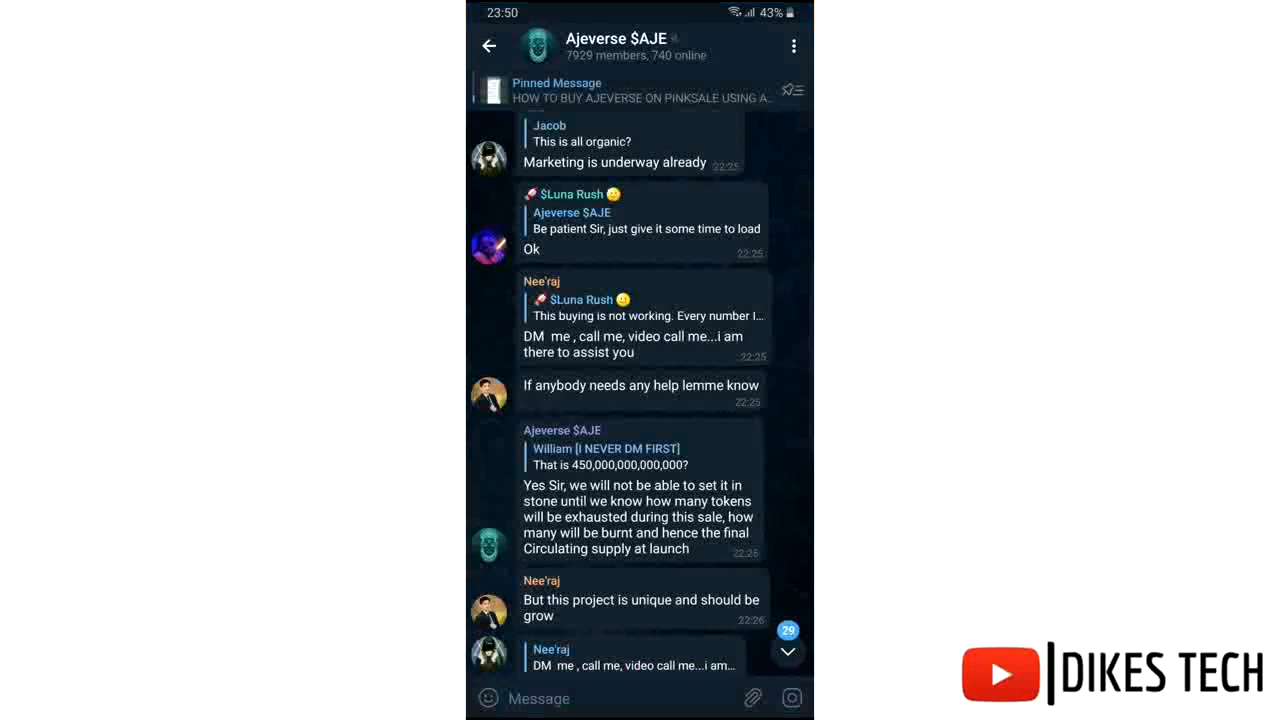 23:50
43%
Ajeverse $AJE
7929 members, 740 online
Pinned Message
HOW TO BUY AJEVERSE ON PINKSALE USING A...
Jacob
This is all organic?
Marketing is underway already 22:25
$Luna Rush
Ajeverse $AJE
Be patient Sir, just give it some time to load
Ok
22:25
Nee'raj
$Luna Rush
This buying is not working. Every number I...
DM me , call me, video call me...i am
there to assist you
22:25
If anybody needs any help lemme know
22:25
Ajeverse $AJE
William [I NEVER DM FIRST]
That is 450,000,000,000,000?
Yes Sir, we will not be able to set it in
stone until we know how many tokens
will be exhausted during this sale, how
many will be burnt and hence the final
Circulating supply at launch 22:25
Nee'raj
But this project is unique and should be
grow
22:26
29
Nee'raj
DM me , call me, video call me...i am...
Message
DIKES TECH